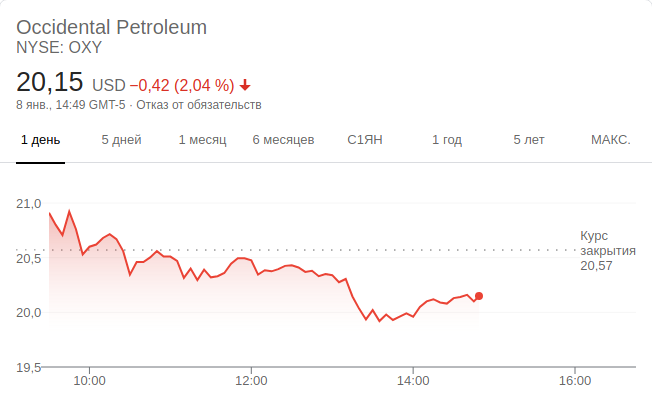 Occidental Petroleum
NYSE: OXY
20,15 USD −0,42 (2,04 %)
8 янв., 14:49 GMT-5 · Отказ от обязательств
1 день 5 дней 1 месяц 6 месяцев С1ЯН 1 год 5 лет МАКС.
21,0
20,5
20,0
19,5
Курс
закрытия
20,57
10:00 12:00 14:00 16:00